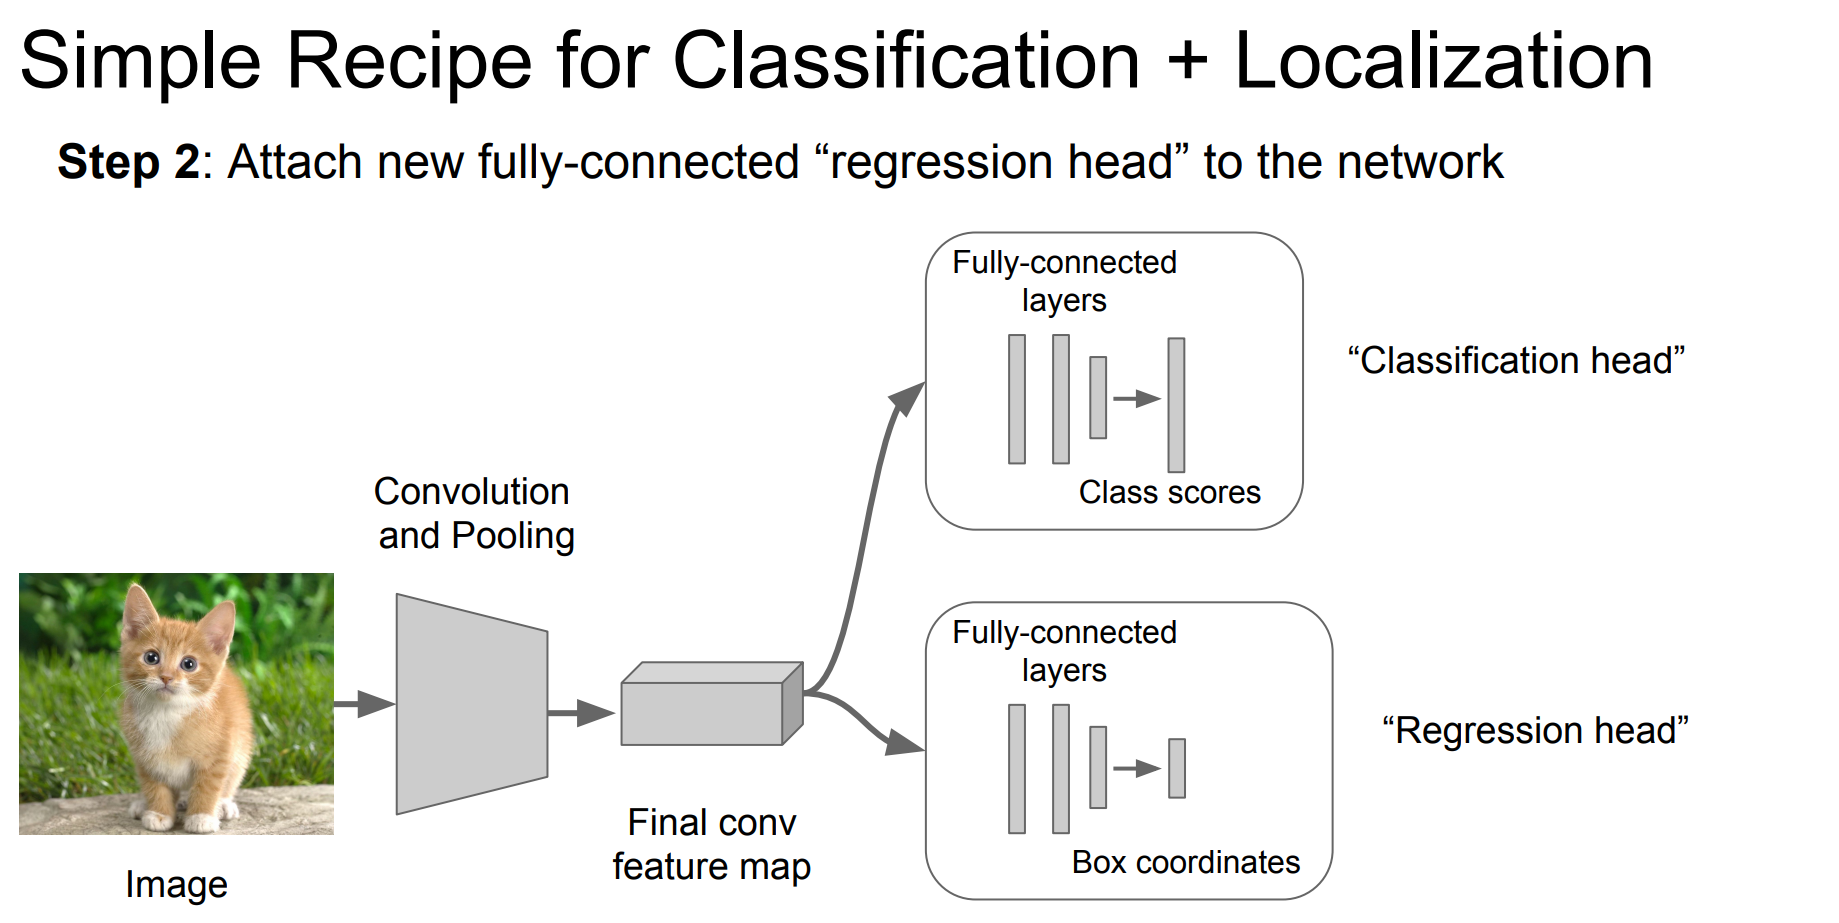 Simple Recipe for Classification + Localization
Step 2: Attach new fully-connected “regression head” to the network
Fully-connected
layers
Class scores
“Classification head”
Convolution
and Pooling
Image
Final conv
feature map
Fully-connected
layers
Box coordinates
“Regression head”